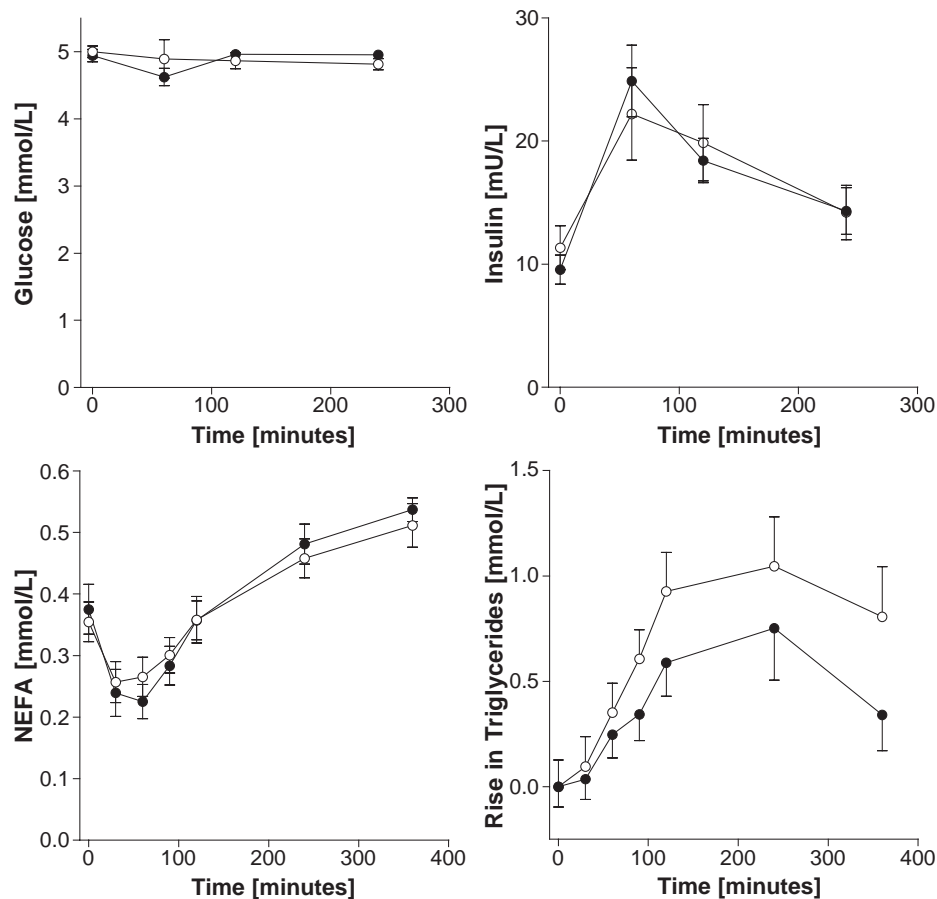 Glucose [mmol/L]
5
4
3
2
1
0
0 100 200 300
Time [minutes]
Insulin [mU/L]
30
20
10
0
0 100 200 300
Time [minutes]
NEFA [mmol/L]
0.6
0.5
0.4
0.3
0.2
0.1
0.0
0 100 200 300 400
Time [minutes]
Rise in Triglycerides [mmol/L]
1.5
1.0
0.5
0.0
0 100 200 300 400
Time [minutes]